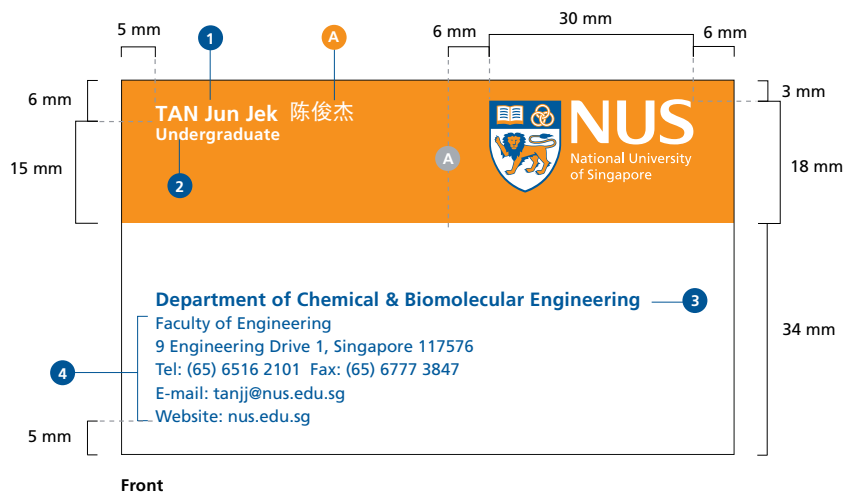 5 mm
1
A
6 mm
30 mm
6 mm
6 mm
3 mm
TAN Jun Jek 陈俊杰
Undergraduate
NUS
National University
of Singapore
15 mm
2
A
18 mm
Department of Chemical & Biomolecular Engineering
3
Faculty of Engineering
9 Engineering Drive 1, Singapore 117576
Tel: (65) 6516 2101 Fax: (65) 6777 3847
E-mail: tanjj@nus.edu.sg
Website: nus.edu.sg
4
34 mm
5 mm
Front